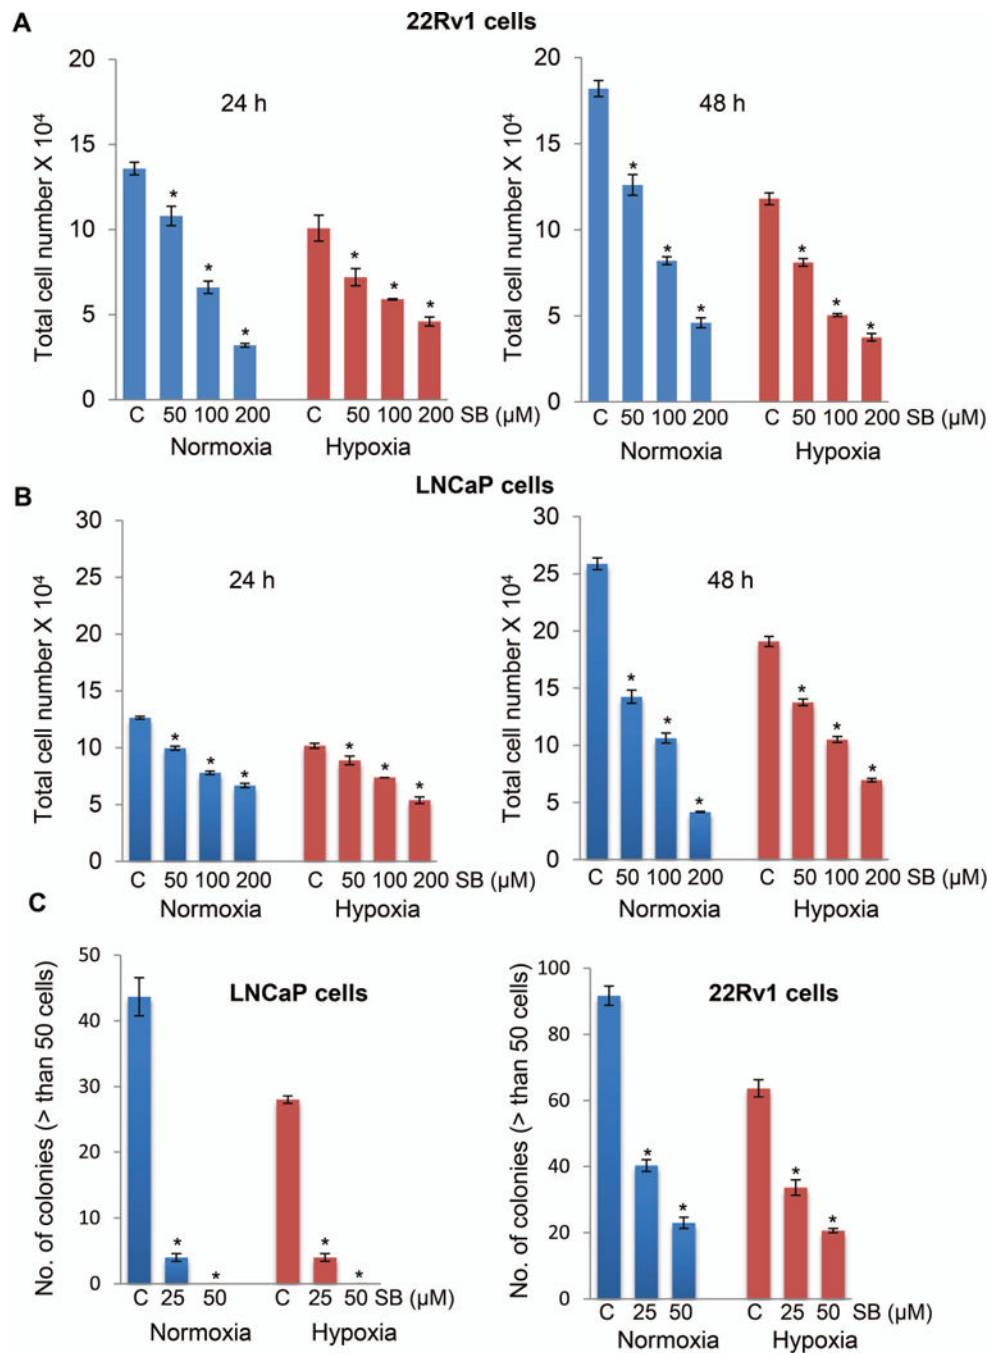 A
22Rv1 cells
Total cell number X 10⁴
20
15
10
5
0
24 h
*
*
*
*
*
*
C 50 100 200 C 50 100 200 SB (µM)
Normoxia Hypoxia
Total cell number X 10⁴
20
15
10
5
0
48 h
*
*
*
*
*
*
C 50 100 200 C 50 100 200 SB (µM)
Normoxia Hypoxia
B
LNCaP cells
Total cell number X 10⁴
30
25
20
15
10
5
0
24 h
*
*
*
*
*
*
C 50 100 200 C 50 100 200 SB (µM)
Normoxia Hypoxia
Total cell number X 10⁴
30
25
20
15
10
5
0
48 h
*
*
*
*
*
*
C 50 100 200 C 50 100 200 SB (µM)
Normoxia Hypoxia
C
No. of colonies (> than 50 cells)
50
40
30
20
10
0
LNCaP cells
*
*
*
*
C 25 50 C 25 50 SB (µM)
Normoxia Hypoxia
No. of colonies (> than 50 cells)
100
80
60
40
20
0
22Rv1 cells
*
*
*
*
C 25 50 C 25 50 SB (µM)
Normoxia Hypoxia